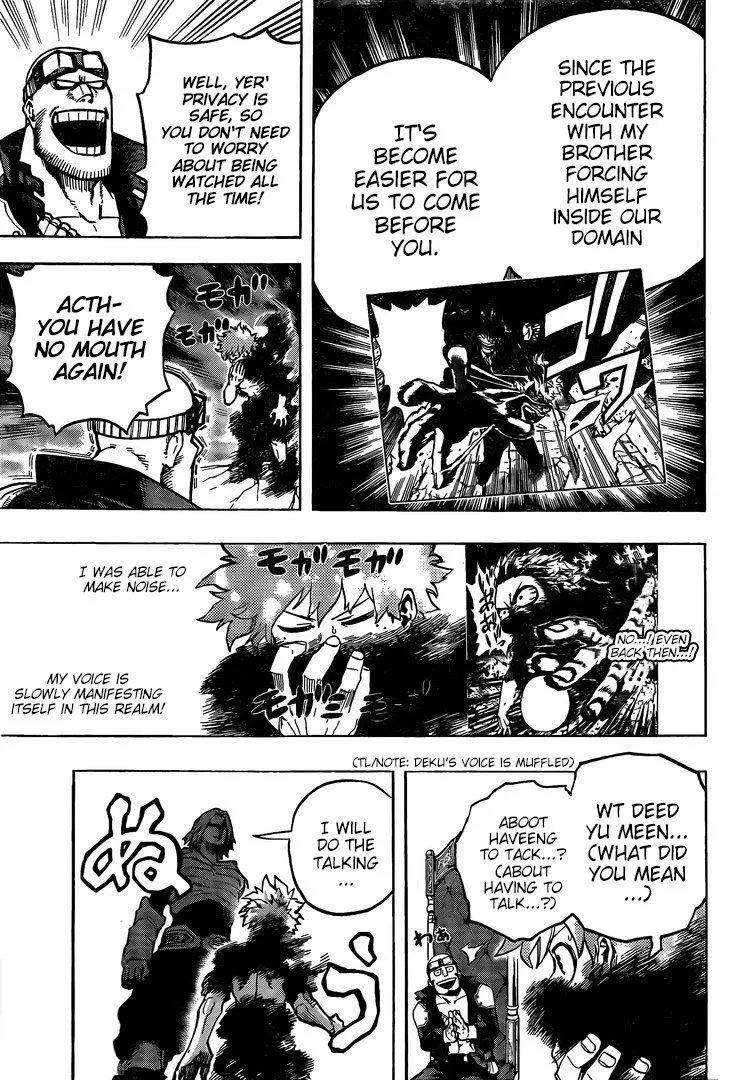 SINCE THE
PREVIOUS
ENCOUNTER
WITH MY
BROTHER
FORCING
HIMSELF
INSIDE OUR
DOMAIN
IT'S
BECOME
EASIER FOR
US TO COME
BEFORE
YOU.
ゴゴゴ
WELL, YER'
PRIVACY IS
SAFE, SO
YOU DON'T NEED
TO WORRY
ABOUT BEING
WATCHED ALL
THE TIME!
モガ
モガ
ACTH-
YOU HAVE
NO MOUTH
AGAIN!
NO...! EVEN
BACK THEN...!
モガ
モガ
モガ
I WAS ABLE TO
MAKE NOISE...
MY VOICE IS
SLOWLY MANIFESTING
ITSELF IN THIS REALM!
(TL/NOTE: DEKU'S VOICE IS MUFFLED)
WT DEED
YU MEEN...
(WHAT DID
YOU MEAN
...)
ABOOT
HAVEENG
TO TACK...?
(ABOUT
HAVING TO
TALK...?)
わあ
I WILL
DO THE
TALKING
...
ぬう